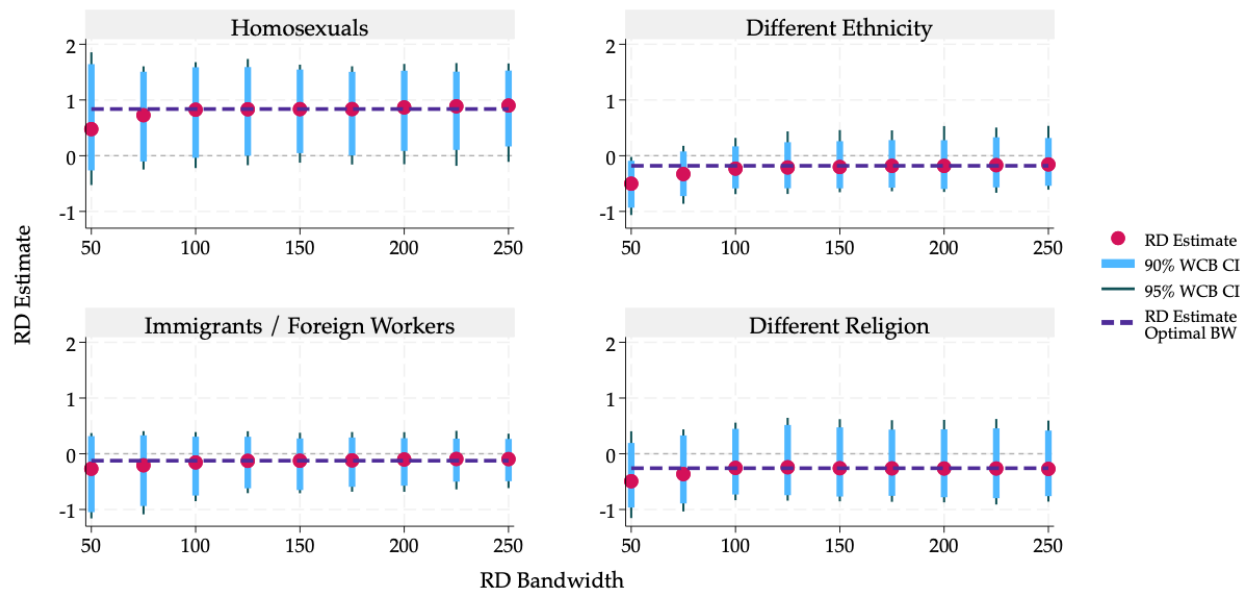 Homosexuals
2
1
0
-1
50 100 150 200 250
Different Ethnicity
2
1
0
-1
50 100 150 200 250
Immigrants / Foreign Workers
2
1
0
-1
50 100 150 200 250
Different Religion
2
1
0
-1
50 100 150 200 250
RD Estimate
RD Bandwidth
RD Estimate
90% WCB CI
95% WCB CI
RD Estimate
Optimal BW